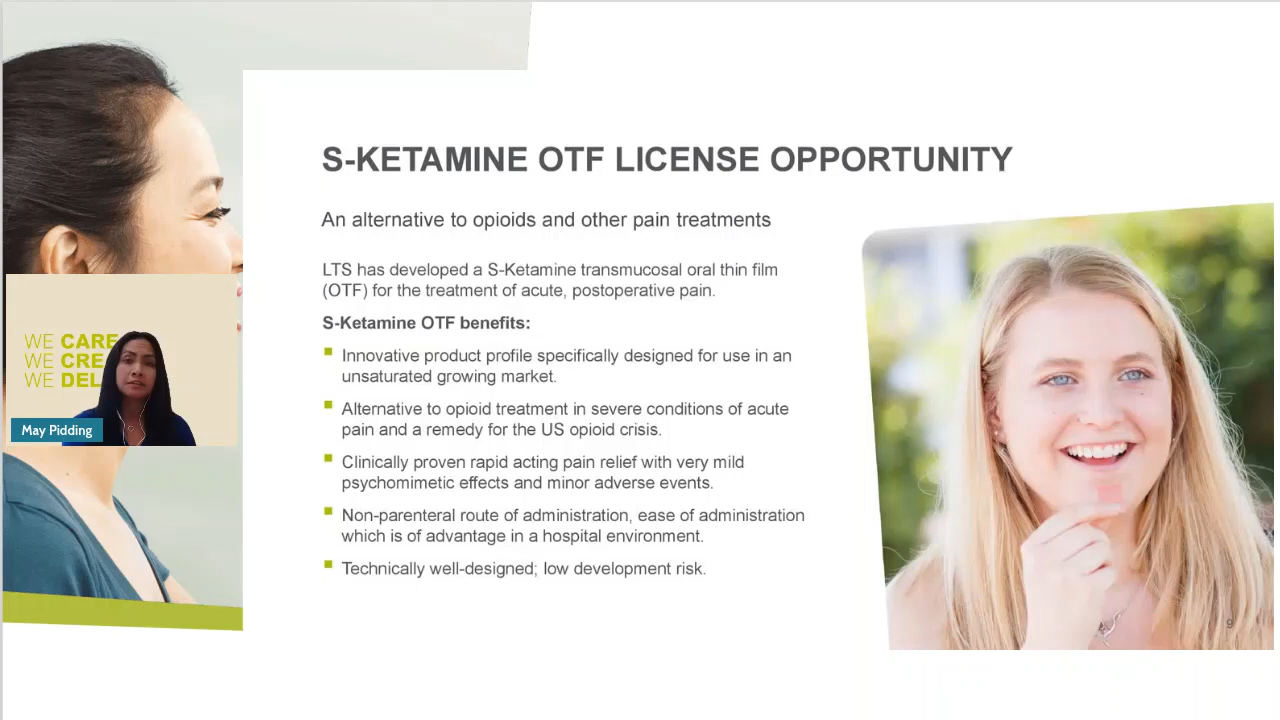 S-KETAMINE OTF LICENSE OPPORTUNITY
An alternative to opioids and other pain treatments
LTS has developed a S-Ketamine transmucosal oral thin film
(OTF) for the treatment of acute, postoperative pain.
S-Ketamine OTF benefits:
Innovative product profile specifically designed for use in an
unsaturated growing market.
Alternative to opioid treatment in severe conditions of acute
pain and a remedy for the US opioid crisis.
Clinically proven rapid acting pain relief with very mild
psychomimetic effects and minor adverse events.
Non-parenteral route of administration, ease of administration
which is of advantage in a hospital environment.
Technically well-designed; low development risk.
WE CARE
WE CRE
WE DEL
May Pidding
9